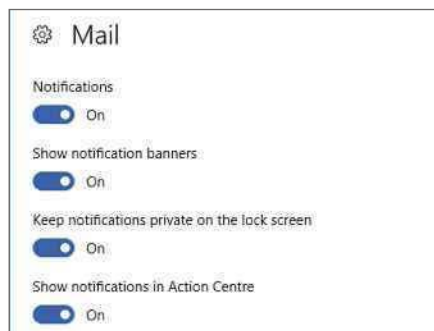 Mail
Notifications
On
Show notification banners
On
Keep notifications private on the lock screen
On
Show notifications in Action Centre
On